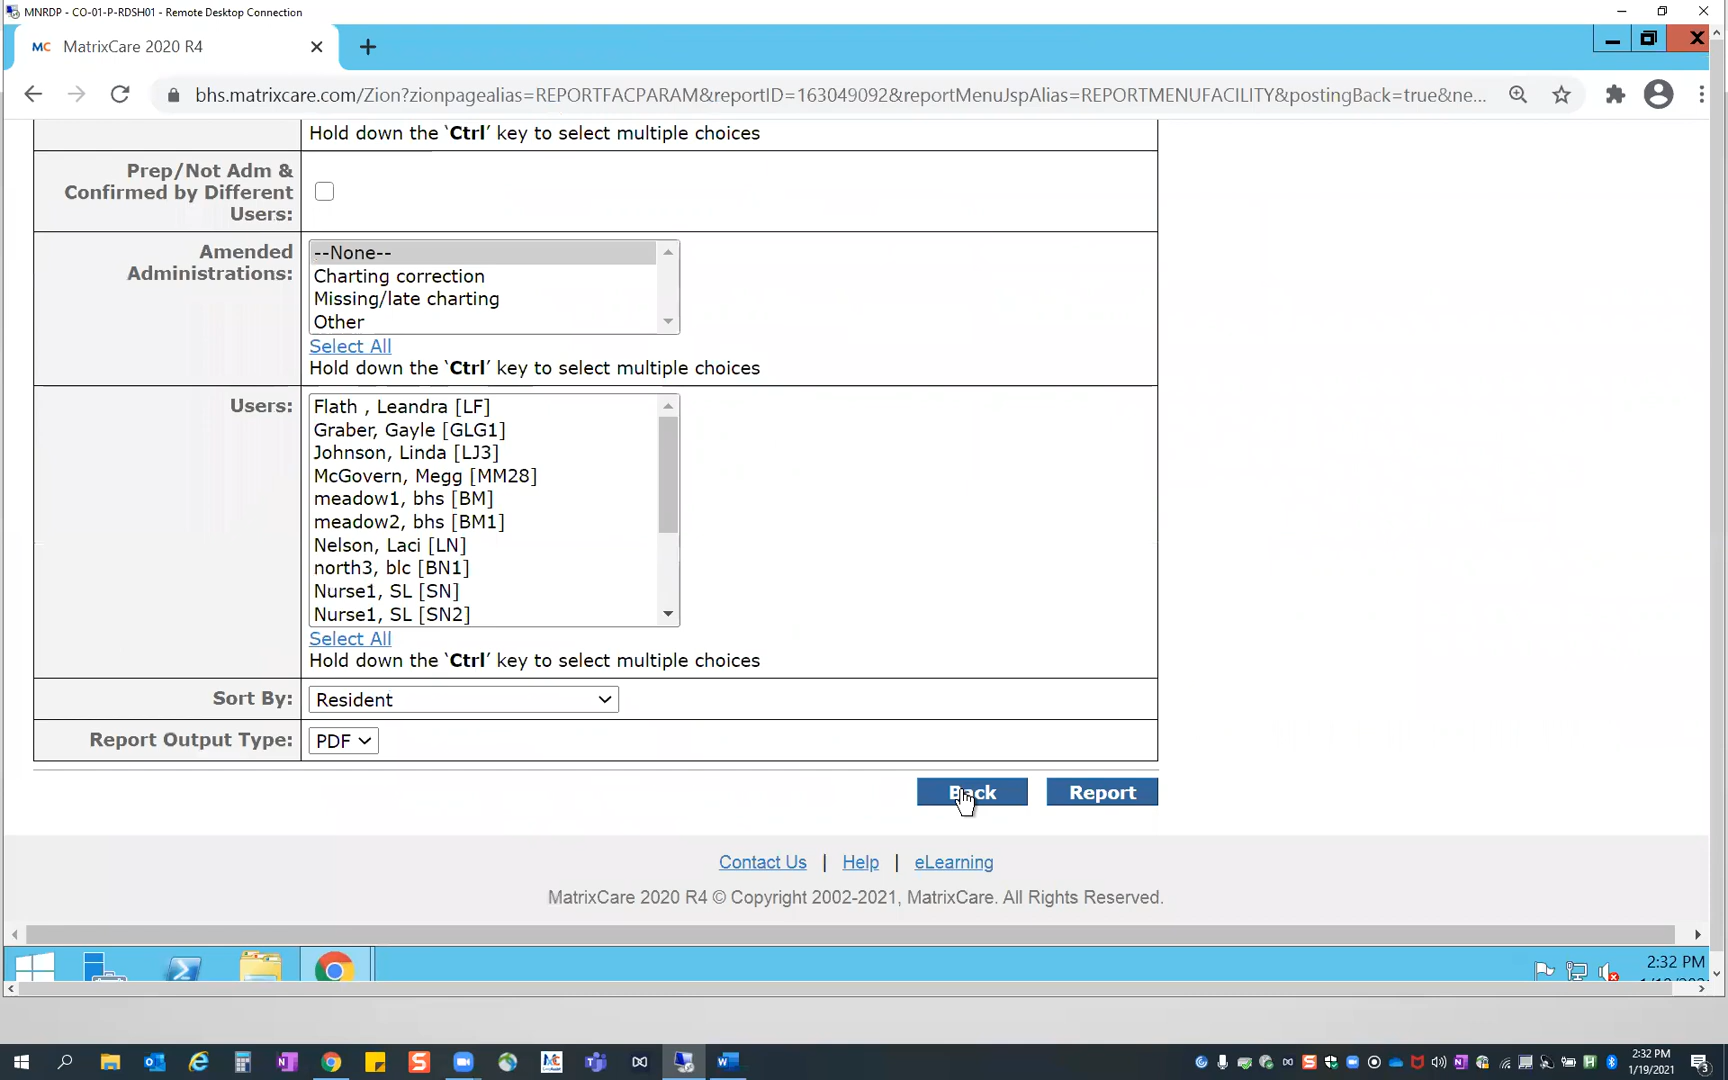 MNRDP - CO-01-P-RDSH01 - Remote Desktop Connection
MC MatrixCare 2020 R4
bhs.matrixcare.com/Zion?zionpagealias=REPORTFACPARAM&reportID=163049092&reportMenuJspAlias=REPORTMENUFACILITY&postingBack=true&ne...
Hold down the ‘Ctrl’ key to select multiple choices
Prep/Not Adm &
Confirmed by Different
Users:
Amended
Administrations:
--None--
Charting correction
Missing/late charting
Other
Select All
Hold down the ‘Ctrl’ key to select multiple choices
Users:
Flath , Leandra [LF]
Graber, Gayle [GLG1]
Johnson, Linda [LJ3]
McGovern, Megg [MM28]
meadow1, bhs [BM]
meadow2, bhs [BM1]
Nelson, Laci [LN]
north3, blc [BN1]
Nurse1, SL [SN]
Nurse1, SL [SN2]
Select All
Hold down the ‘Ctrl’ key to select multiple choices
Sort By: Resident
Report Output Type: PDF
Back Report
Contact Us | Help | eLearning
MatrixCare 2020 R4 © Copyright 2002-2021, MatrixCare. All Rights Reserved.
2:32 PM
2:32 PM
1/19/2021